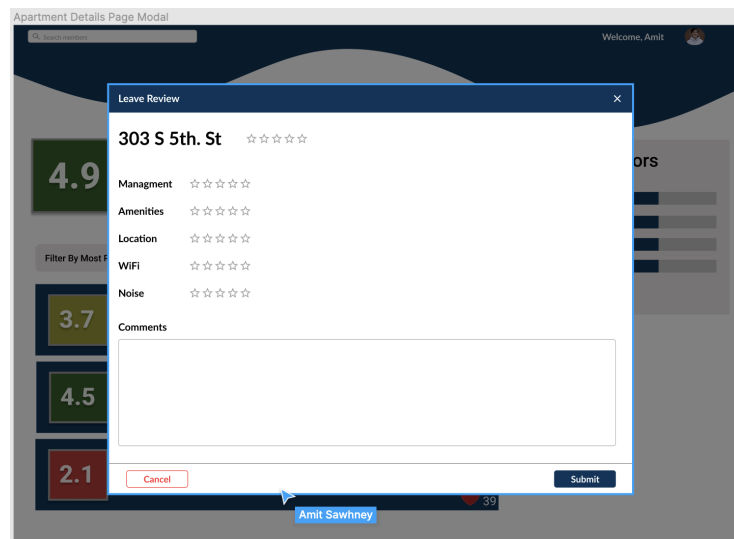 Apartment Details Page Modal
Search members
Welcome, Amit
Leave Review
303 S 5th. St
ors
4.9
Managment
Amenities
Location
WiFi
Filter By Most
Noise
3.7
Comments
4.5
2.1
Cancel
Submit
39
Amit Sawhney